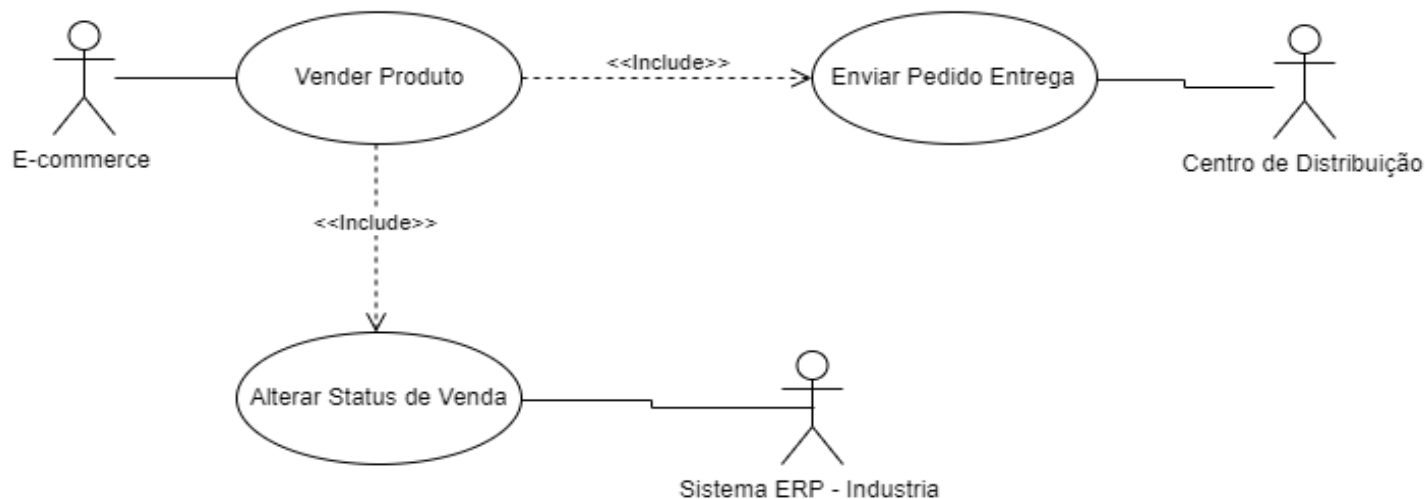 Vender Produto
<<Include>>
Enviar Pedido Entrega
E-commerce
Centro de Distribuição
<<Include>>
Alterar Status de Venda
Sistema ERP - Industria